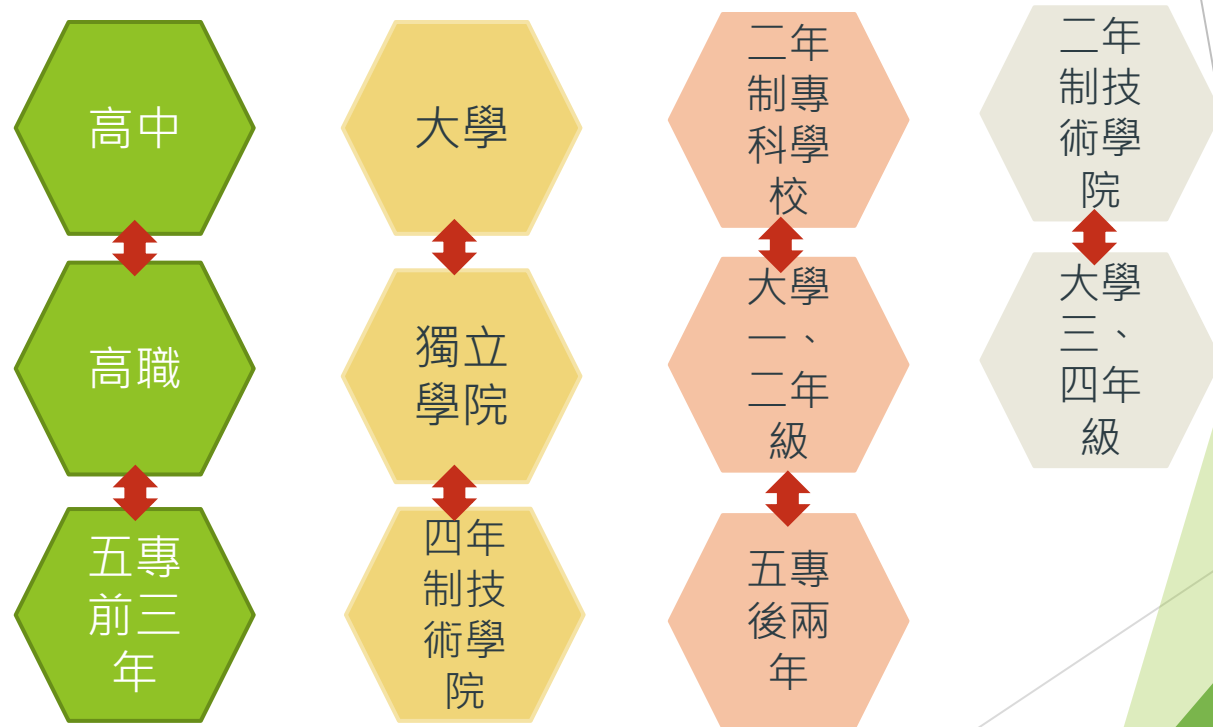 高中
高職
五專
前三
年
大學
獨立
學院
四年
制技
術學
院
二年
制專
科學
校
大學
一、
二年
級
五專
後兩
年
二年
制技
術學
院
大學
三、
四年
級